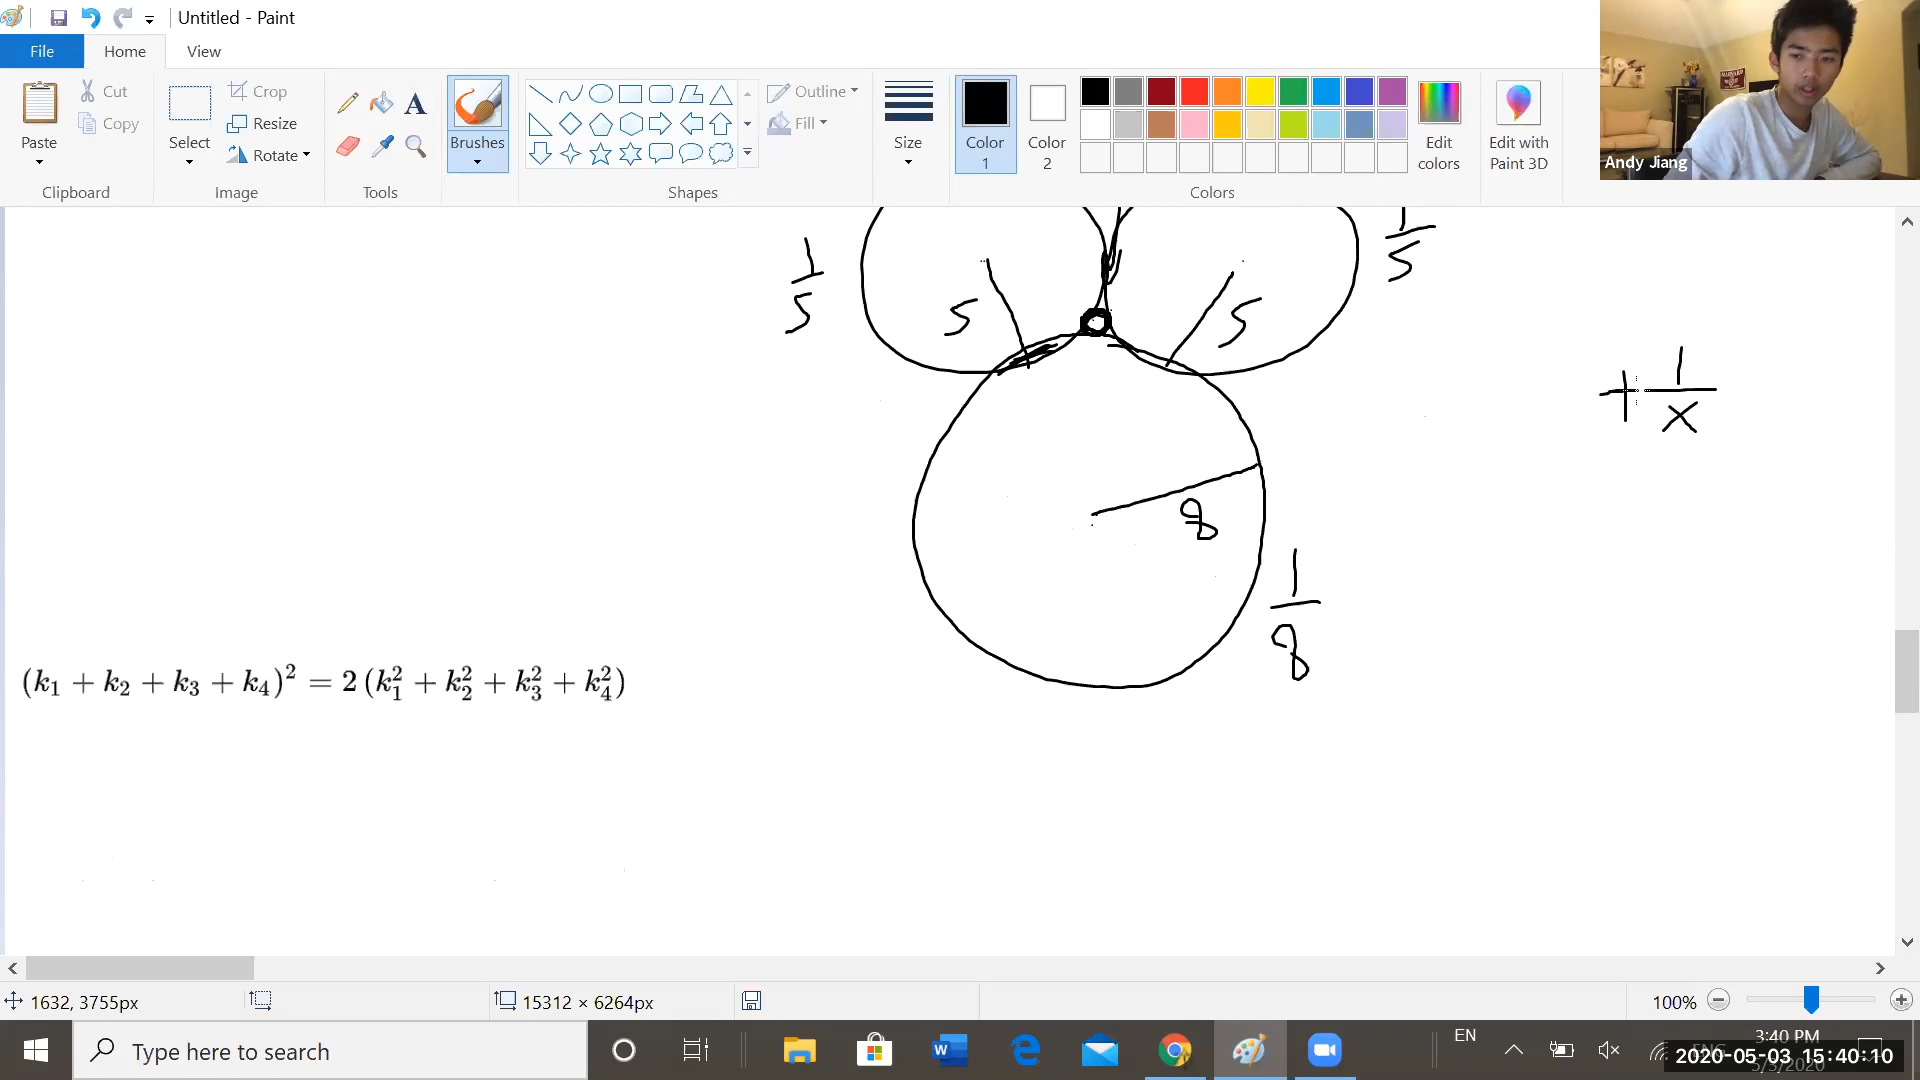 Untitled - Paint
File
Home
View
Paste
Cut
Copy
Clipboard
Select
Crop
Resize
Rotate
Image
A
Tools
Brushes
Shapes
Outline
Fill
Size
Color 1
Color 2
Colors
Edit colors
Edit with Paint 3D
Andy Jiang
1/5
5
5
1/5
+ 1/x
8
1/8
(k₁ + k₂ + k₃ + k₄)² = 2 (k₁² + k₂² + k₃² + k₄²)
1632, 3755px
15312 × 6264px
100%
Type here to search
EN
3:40 PM
2020-05-03 15:40:10
5/3/2020